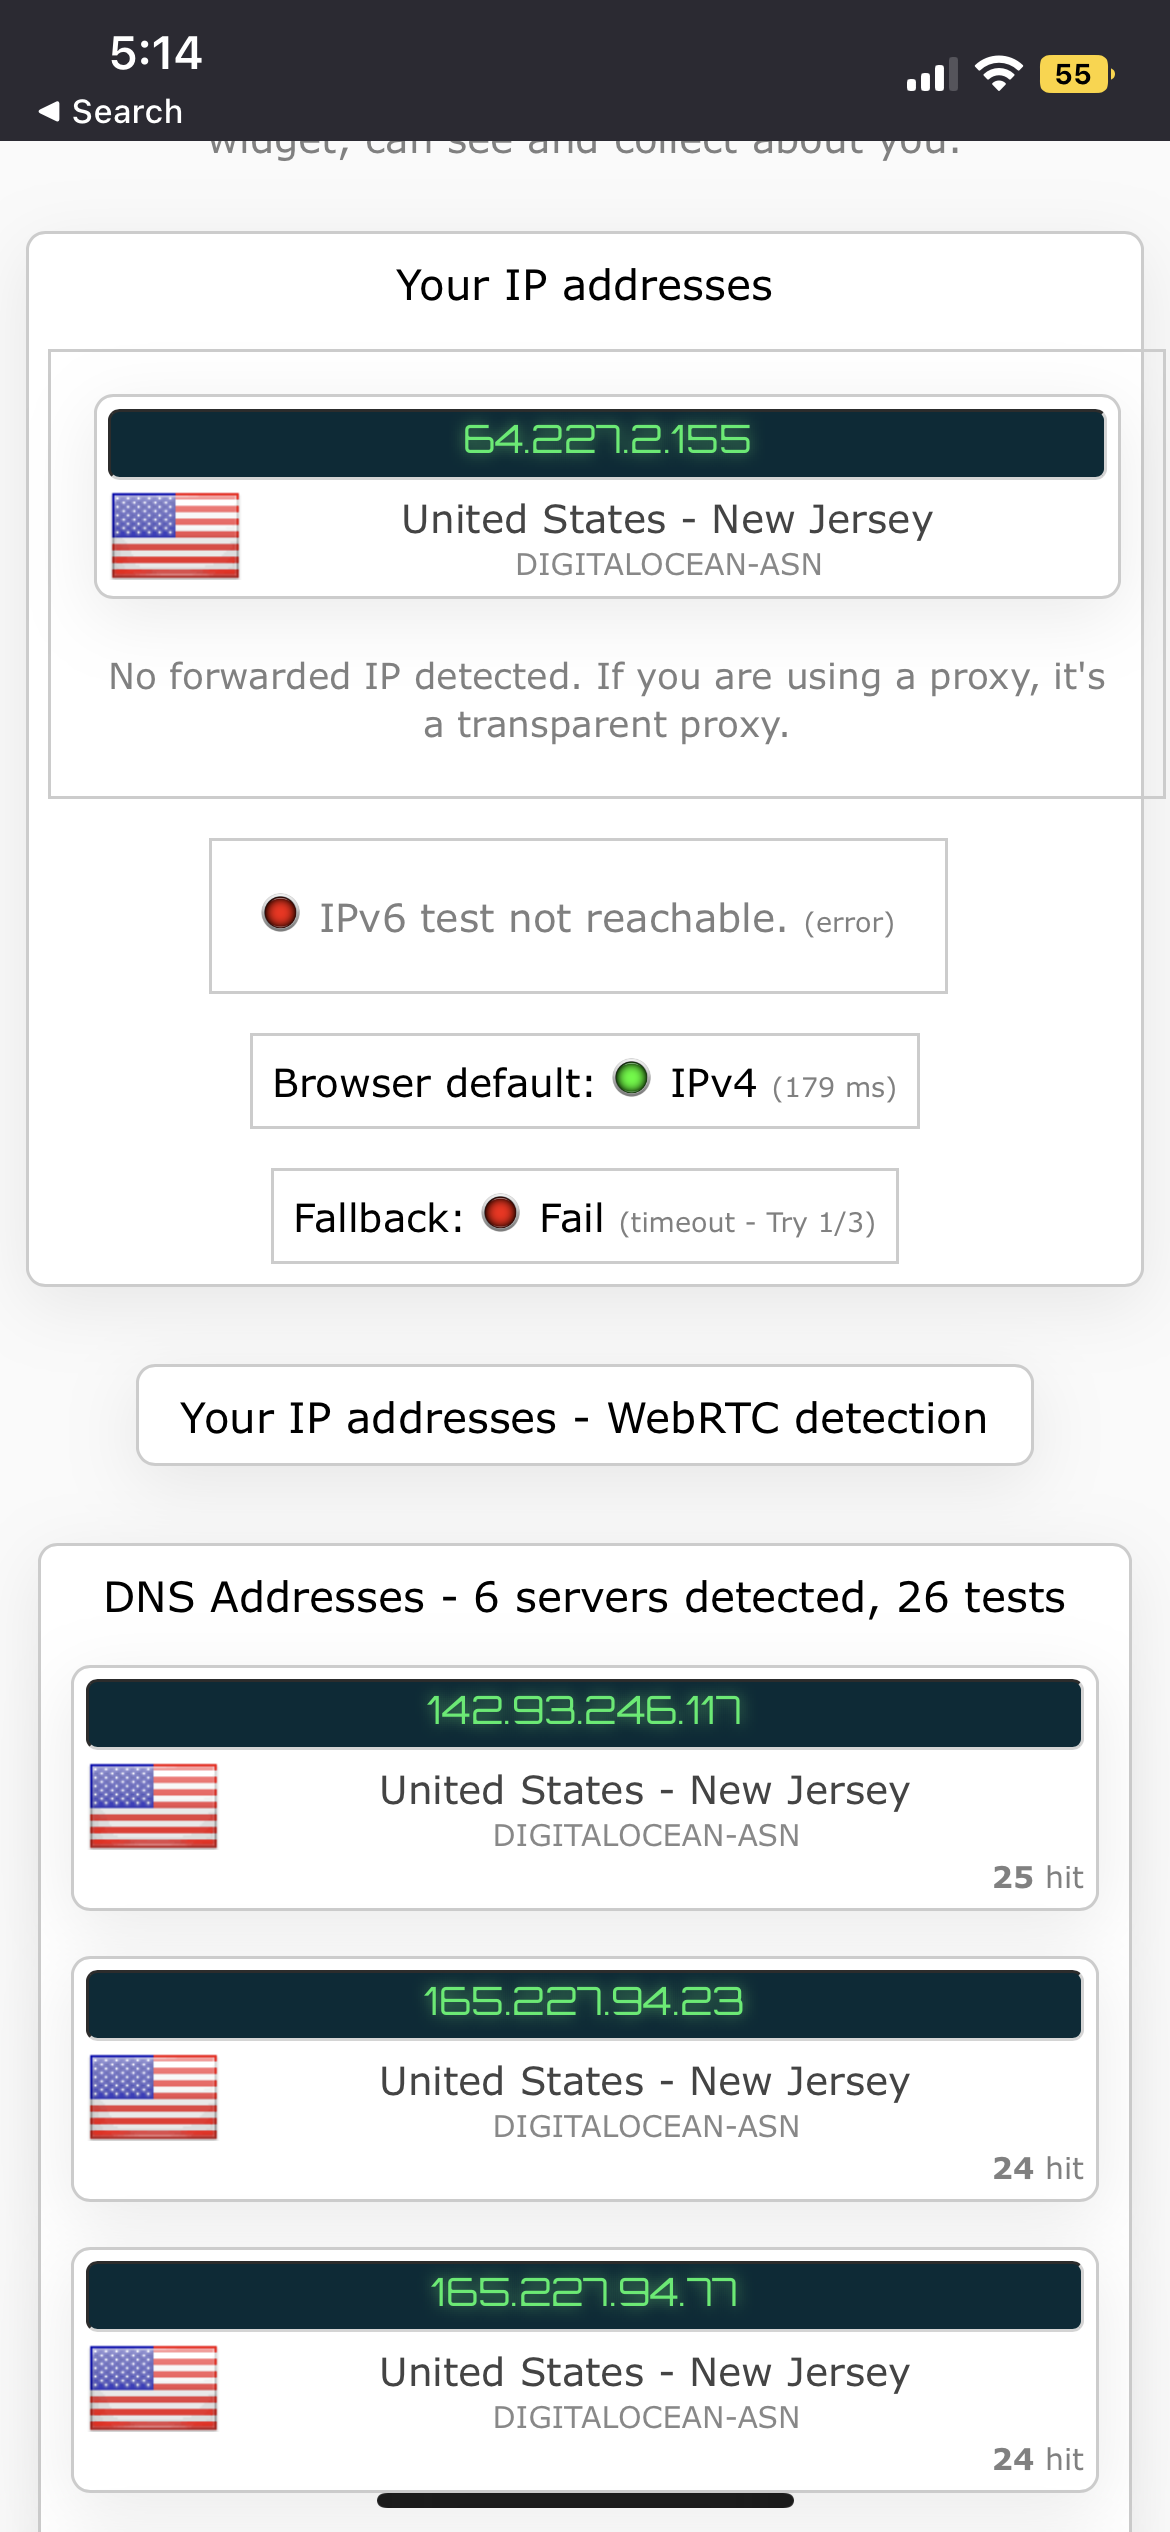 5:14
55
◀ Search
widget, can see and collect about you:
Your IP addresses
64.227.2.155
United States - New Jersey
DIGITALOCEAN-ASN
No forwarded IP detected. If you are using a proxy, it's
a transparent proxy.
IPv6 test not reachable. (error)
Browser default: IPv4 (179 ms)
Fallback: Fail (timeout - Try 1/3)
Your IP addresses - WebRTC detection
DNS Addresses - 6 servers detected, 26 tests
142.93.246.117
United States - New Jersey
DIGITALOCEAN-ASN
25 hit
165.227.94.23
United States - New Jersey
DIGITALOCEAN-ASN
24 hit
165.227.94.77
United States - New Jersey
DIGITALOCEAN-ASN
24 hit